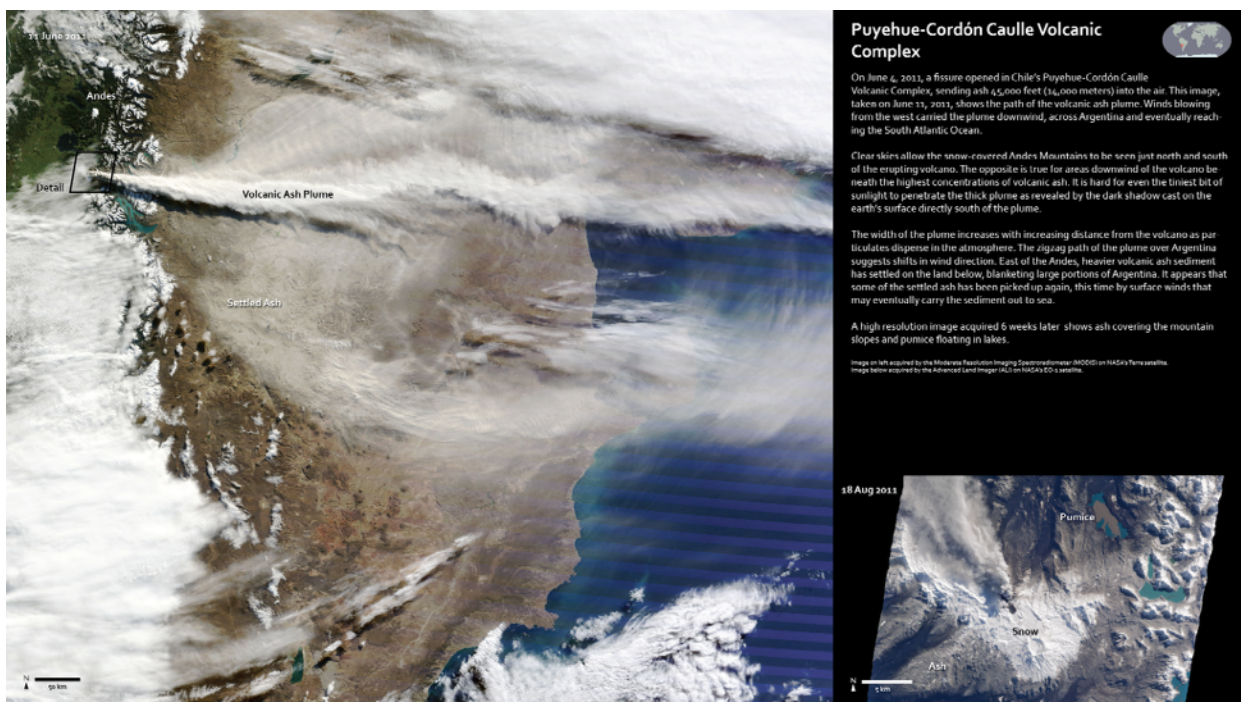 11 June 2011
Andes
Detail
Volcanic Ash Plume
Settled Ash
N
50 km
Puyehue-Cordón Caulle Volcanic
Complex
On June 4, 2011, a fissure opened in Chile's Puyehue-Cordón Caulle
Volcanic Complex, sending ash 45,000 feet (14,000 meters) into the air. This image,
taken on June 11, 2011, shows the path of the volcanic ash plume. Winds blowing
from the west carried the plume downwind, across Argentina and eventually reach-
ing the South Atlantic Ocean.
Clear skies allow the snow-covered Andes Mountains to be seen just north and south
of the erupting volcano. The opposite is true for areas downwind of the volcano be-
neath the highest concentrations of volcanic ash. It is hard for even the tiniest bit of
sunlight to penetrate the thick plume as revealed by the dark shadow cast on the
earth's surface directly south of the plume.
The width of the plume increases with increasing distance from the volcano as par-
ticulates disperse in the atmosphere. The zigzag path of the plume over Argentina
suggests shifts in wind direction. East of the Andes, heavier volcanic ash sediment
has settled on the land below, blanketing large portions of Argentina. It appears that
some of the settled ash has been picked up again, this time by surface winds that
may eventually carry the sediment out to sea.
A high resolution image acquired 6 weeks later shows ash covering the mountain
slopes and pumice floating in lakes.
Image on left acquired by the Moderate Resolution Imaging Spectroradiometer (MODIS) on NASA's Terra satellite.
Image below acquired by the Advanced Land Imager (ALI) on NASA's EO-1 satellite.
18 Aug 2011
Pumice
Snow
Ash
N
5 km